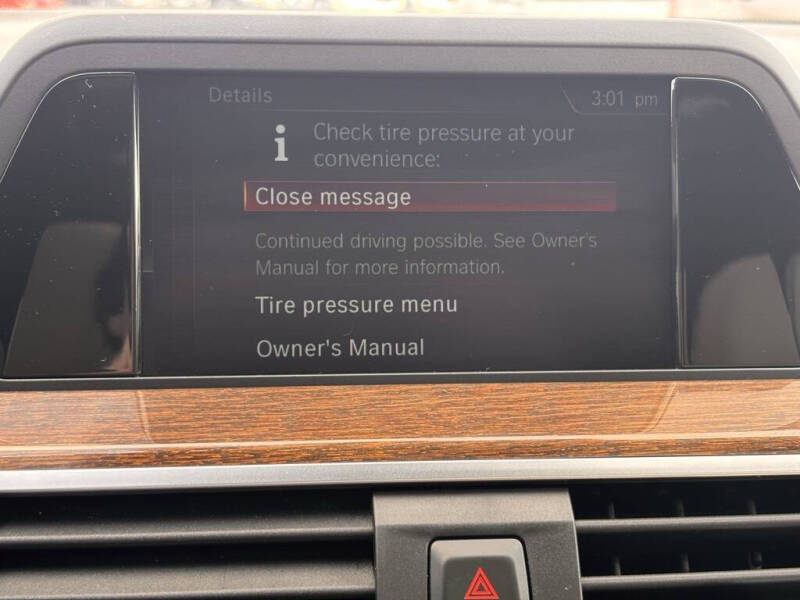 Details
3:01 pm
i
Check tire pressure at your
convenience:
Close message
Continued driving possible. See Owner's
Manual for more information.
Tire pressure menu
Owner's Manual